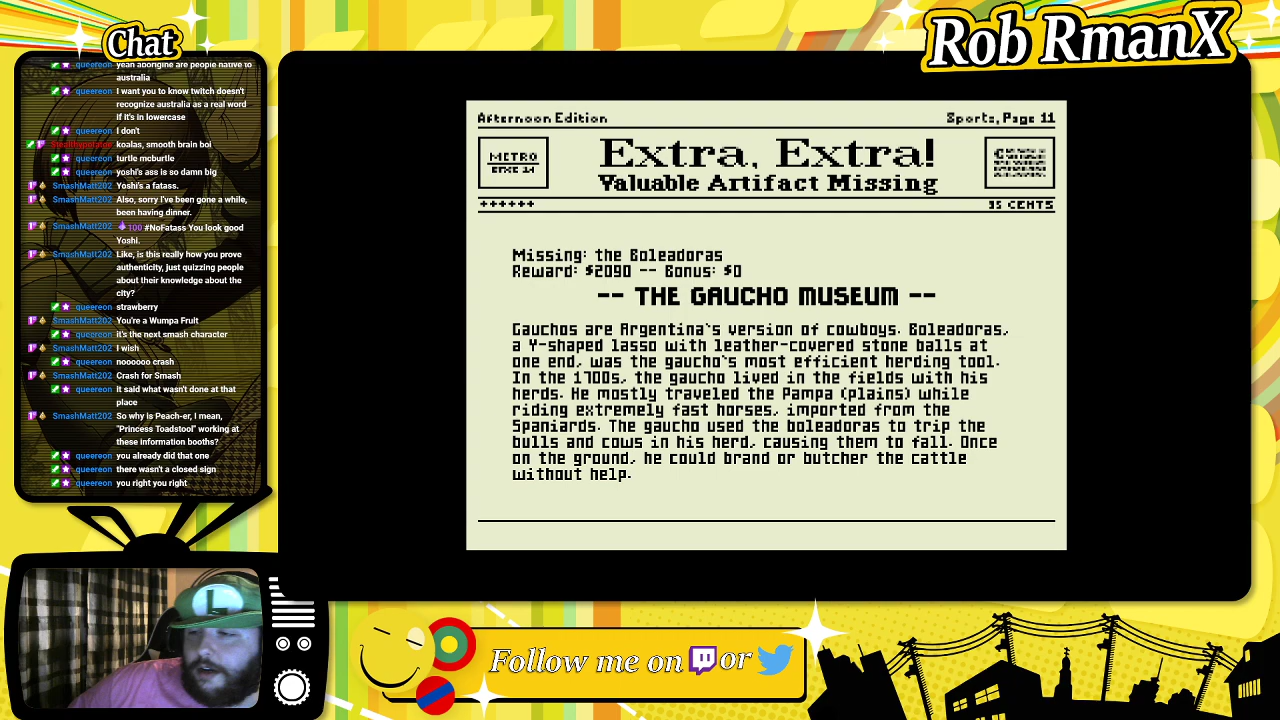 Chat
queereon yeah aborigine are people native to
australia
queereon I want you to know twitch doesn't
recognize australia as a real word
if it's in lowercase
queereon I don't
koalas, smooth brain boi
queereon turtle mcburtle
queereon yoshi's ass is so damn big
SmashMatt202 Yoshi's a fatass.
SmashMatt202 Also, sorry I've been gone a while,
been having dinner.
SmashMatt202 100 #NoFatass You look good
Yoshi.
SmashMatt202 Like, is this really how you prove
authenticity, just quizzing people
about their knowledge about the
city?
queereon strawberry
SmashMatt202 You're a Wumpa Fruit
queereon it's the next smash character
SmashMatt202 I wish
queereon nooooo crash
SmashMatt202 Crash for Smash
queereon It said what wasn't done at that
place
SmashMatt202 So why is Peach-er, I mean,
"Princess Toadstool" working at
these information booths?
queereon you already did that one
queereon there wasn't a closed sign
queereon you right you right
Rob RmanX
Afternoon Edition
Sports, Page 11
METRO
Extra, Extra!
Valuable Artifact Missing
++++++
35 CENTS
Missing: the Boleadoras
Reward: $2090 -- Bonus: $0
-- THE GAUCHO MUSEUM --
Gauchos are Argentina's version of cowboys. Boleadoras,
a Y-shaped lasso with leather-covered stone balls at
one end, was the gaucho's most efficient herding tool.
In the 1700s, the gaucho lived in the fields with his
herds. He mostly traveled the Pampa (plains) while
riding extremely fast horses, imported from the
Spaniards. The gaucho used the boleadoras to trip the
bulls and cows in his herd, causing them to fall. Once
on the ground, he could brand or butcher the cattle
without help.
L
Follow me on or